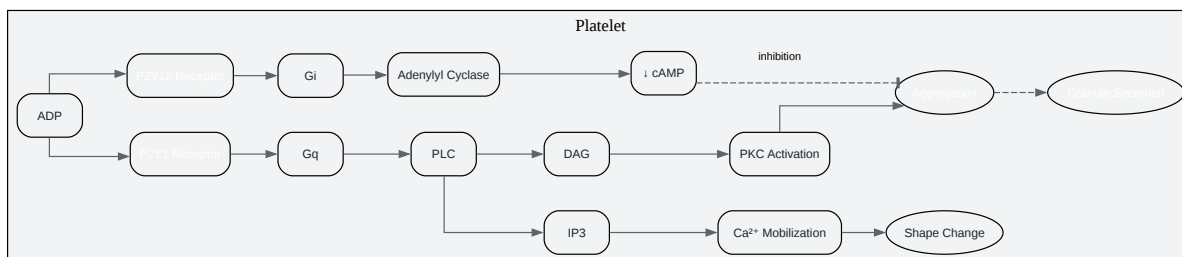 Platelet
inhibition
P2Y12 Receptor
Gi
Adenylyl Cyclase
↓ cAMP
Aggregation
Granule Secretion
ADP
P2Y1 Receptor
Gq
PLC
DAG
PKC Activation
IP3
Ca²⁺ Mobilization
Shape Change